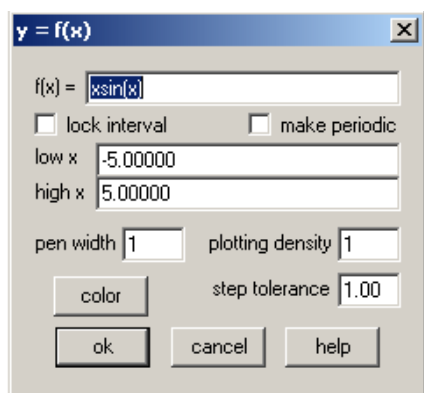 y = f(x)
f(x) = xsin(x)
lock interval make periodic
low x -5.00000
high x 5.00000
pen width 1 plotting density 1
color step tolerance 1.00
ok cancel help